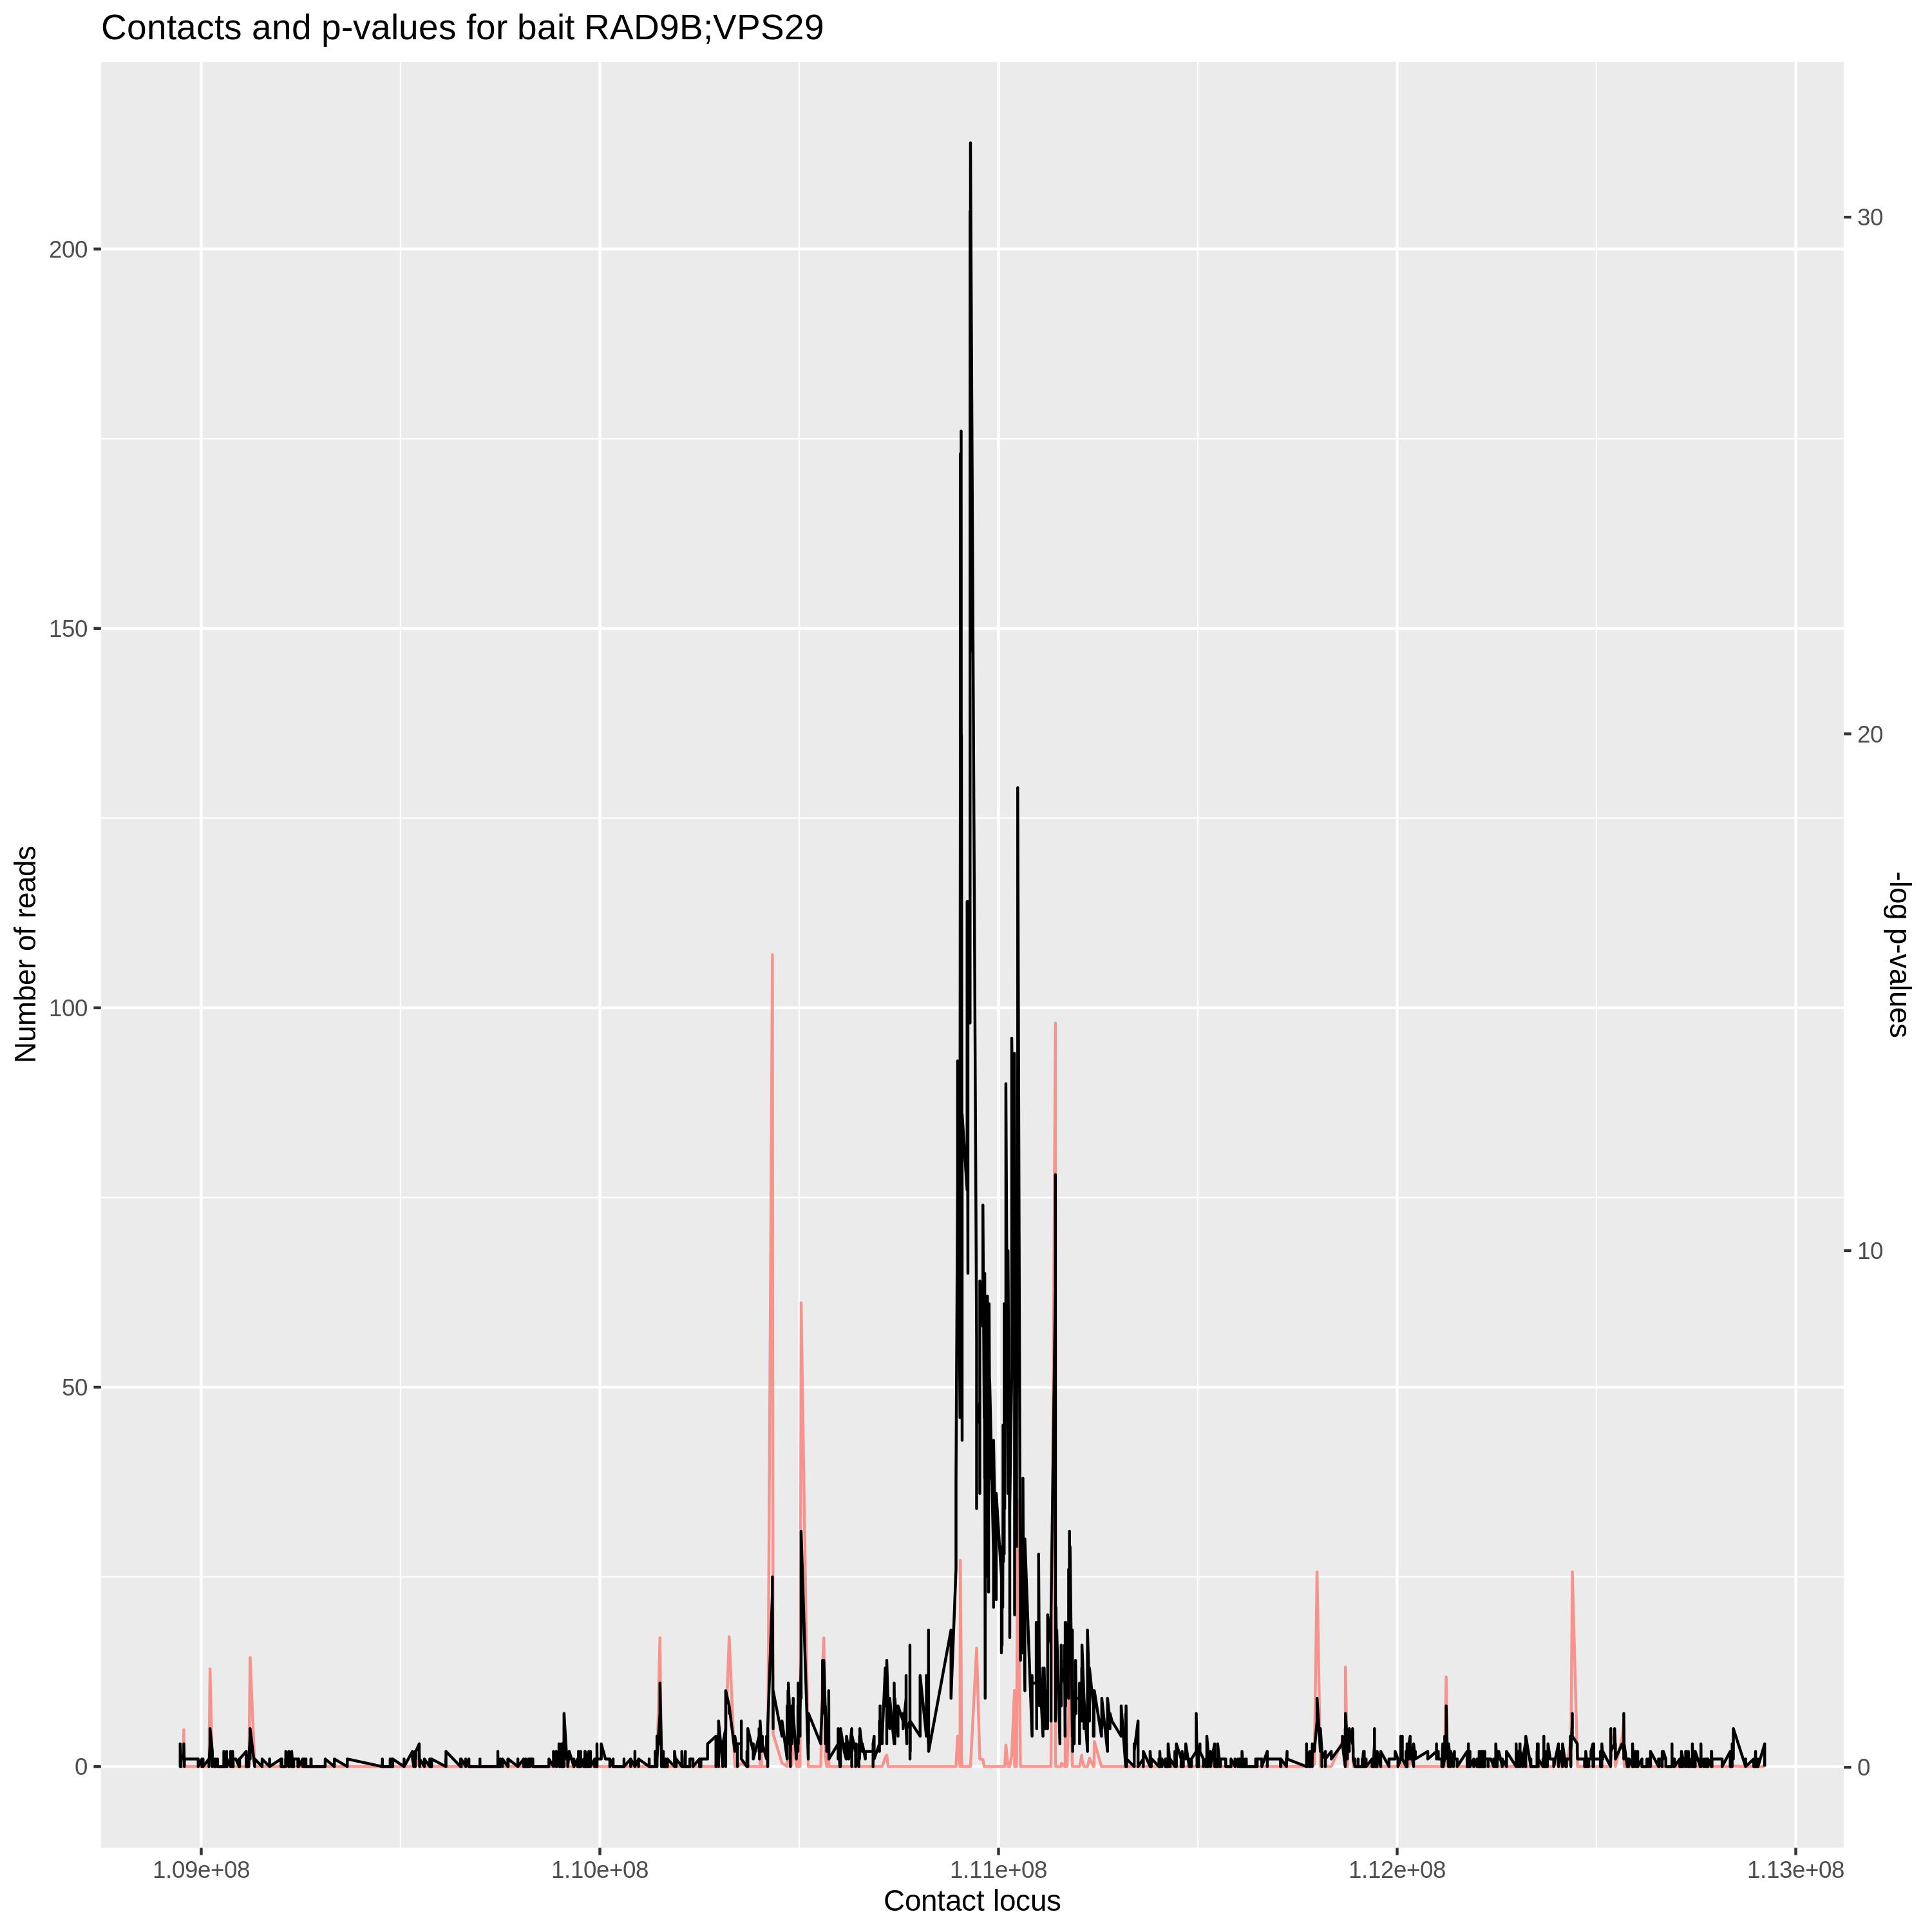 Contacts and p-values for bait RAD9B;VPS29
200
150
100
50
0
Number of reads
30
20
10
0
-log p-values
1.09e+08
1.10e+08
1.11e+08
1.12e+08
1.13e+08
Contact locus